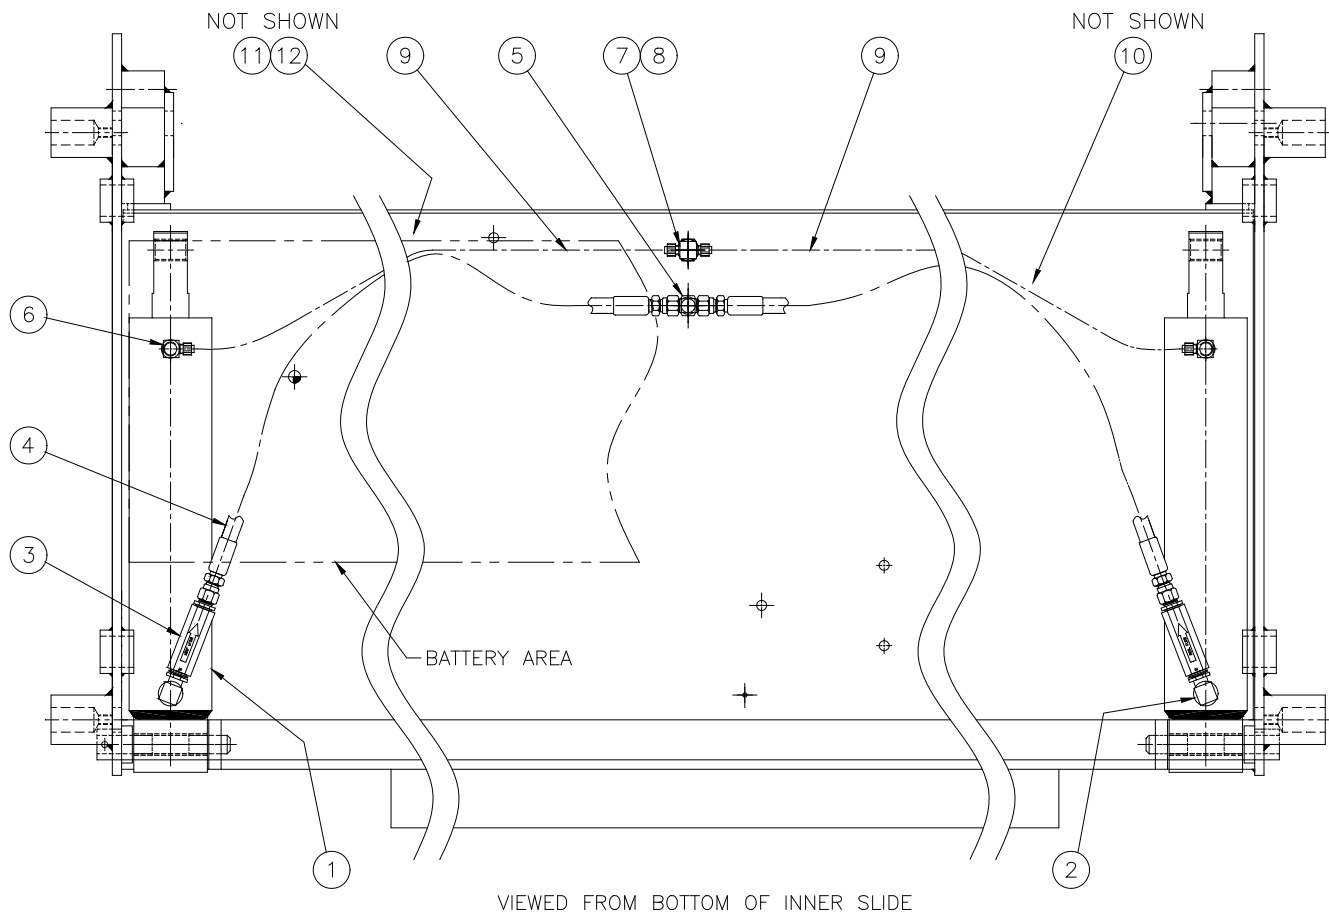 NOT SHOWN
NOT SHOWN
11 12 9 5 7 8 9 10
6
4
3
BATTERY AREA
1 2
VIEWED FROM BOTTOM OF INNER SLIDE